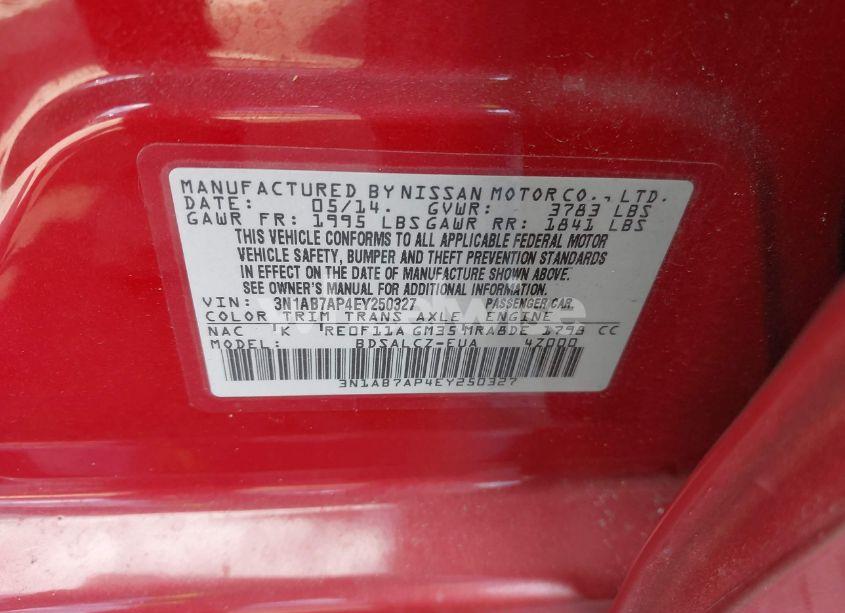 MANUFACTURED BY NISSAN MOTOR CO., LTD.
DATE: 05/14. GVWR: 3783 LBS
GAWR FR: 1995 LBS GAWR RR: 1841 LBS
THIS VEHICLE CONFORMS TO ALL APPLICABLE FEDERAL MOTOR
VEHICLE SAFETY, BUMPER AND THEFT PREVENTION STANDARDS
IN EFFECT ON THE DATE OF MANUFACTURE SHOWN ABOVE.
SEE OWNER'S MANUAL FOR ADDITIONAL INFORMATION.
VIN: 3N1AB7AP4EY250327 PASSENGER CAR
COLOR TRIM TRANS AXLE ENGINE
NAC K RE0F11A GM35 MRA8DE 1798 CC
MODEL: BDSALCZ-EUA 4Z000
3N1AB7AP4EY250327